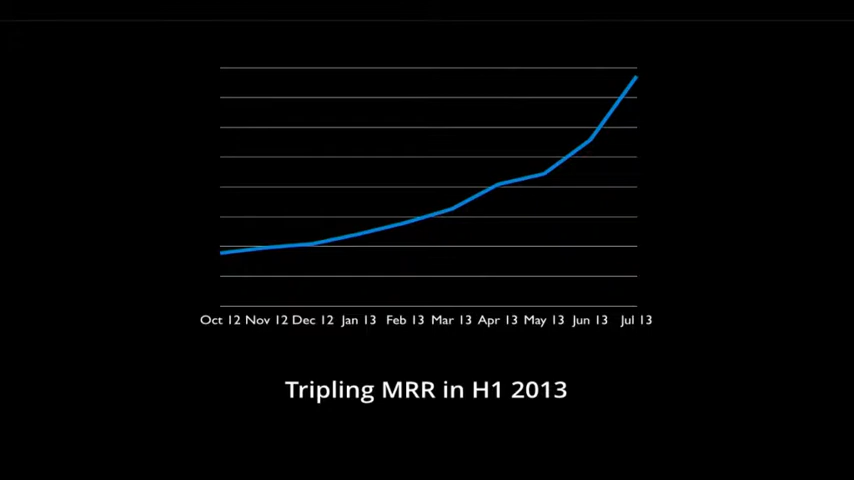 Oct 12 Nov 12 Dec 12 Jan 13 Feb 13 Mar 13 Apr 13 May 13 Jun 13 Jul 13
Tripling MRR in H1 2013